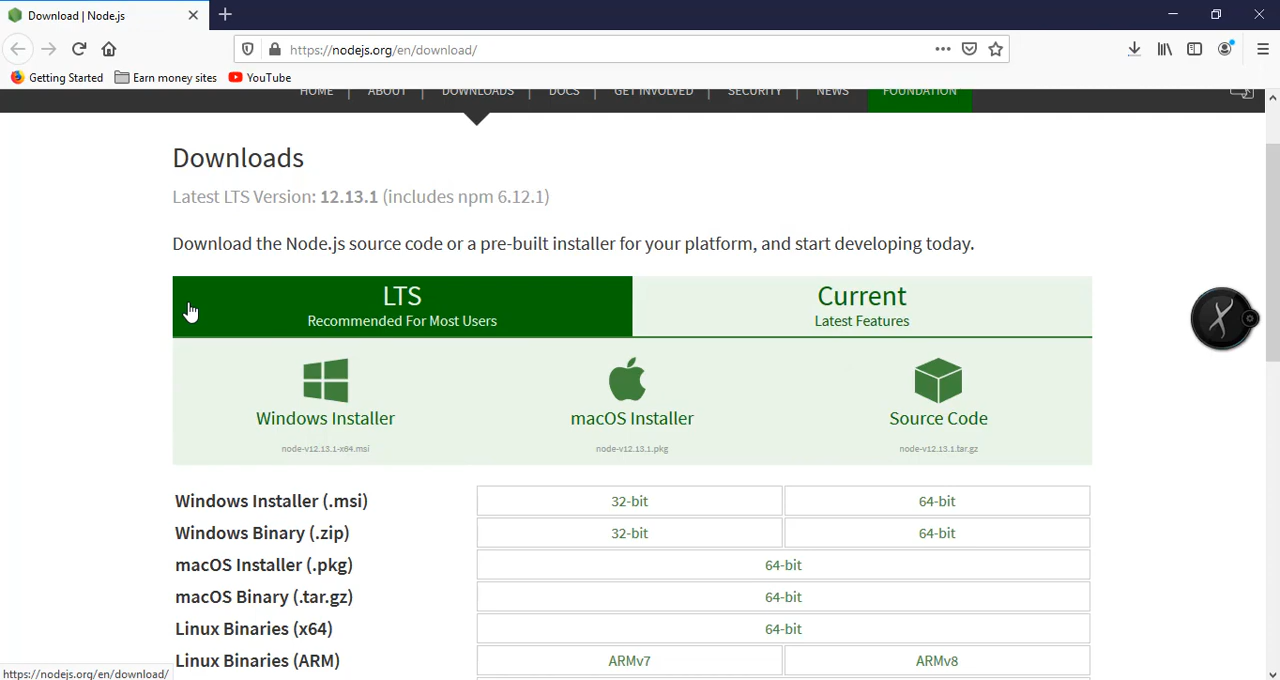 Download | Node.js
https://nodejs.org/en/download/
Getting Started
Earn money sites
YouTube
HOME | ABOUT | DOWNLOADS | DOCS | GET INVOLVED | SECURITY | NEWS FOUNDATION
Downloads
Latest LTS Version: 12.13.1 (includes npm 6.12.1)
Download the Node.js source code or a pre-built installer for your platform, and start developing today.
LTS
Recommended For Most Users
Current
Latest Features
Windows Installer
node-v12.13.1-x64.msi
macOS Installer
node-v12.13.1.pkg
Source Code
node-v12.13.1.tar.gz
Windows Installer (.msi) 32-bit 64-bit
Windows Binary (.zip) 32-bit 64-bit
macOS Installer (.pkg) 64-bit
macOS Binary (.tar.gz) 64-bit
Linux Binaries (x64) 64-bit
Linux Binaries (ARM) ARMv7 ARMv8
https://nodejs.org/en/download/